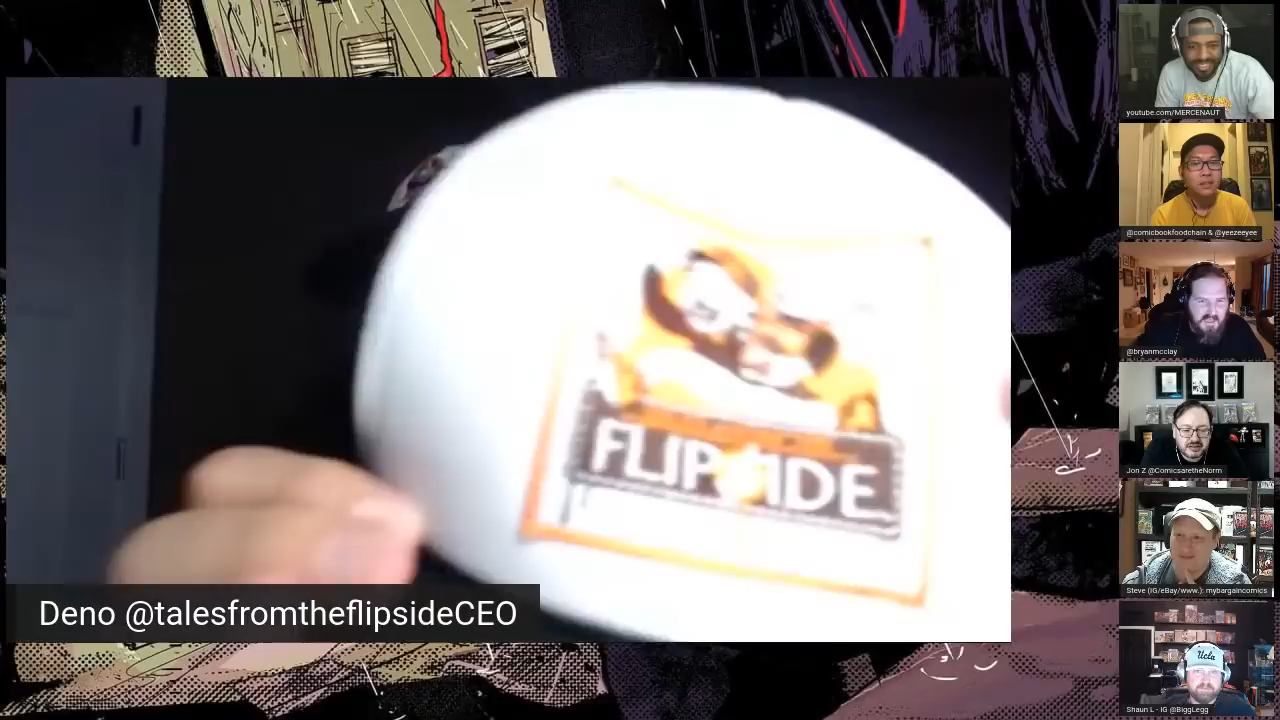 FLIPSIDE
Deno @talesfromtheflipsideCEO
youtube.com/MERCENAUT
@comicbookfoodchain & @yeezeeyee
@bryanmcclay
Jon Z @ComicsaretheNorm
Steve (IG/eBay/www.): mybargaincomics
Ucla
Shaun L - IG @BiggLegg